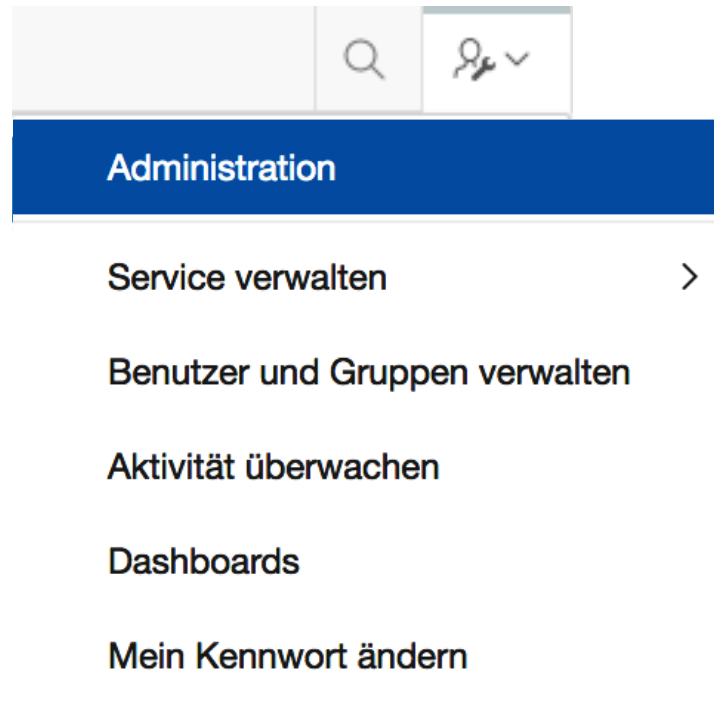 Administration
Service verwalten
Benutzer und Gruppen verwalten
Aktivität überwachen
Dashboards
Mein Kennwort ändern